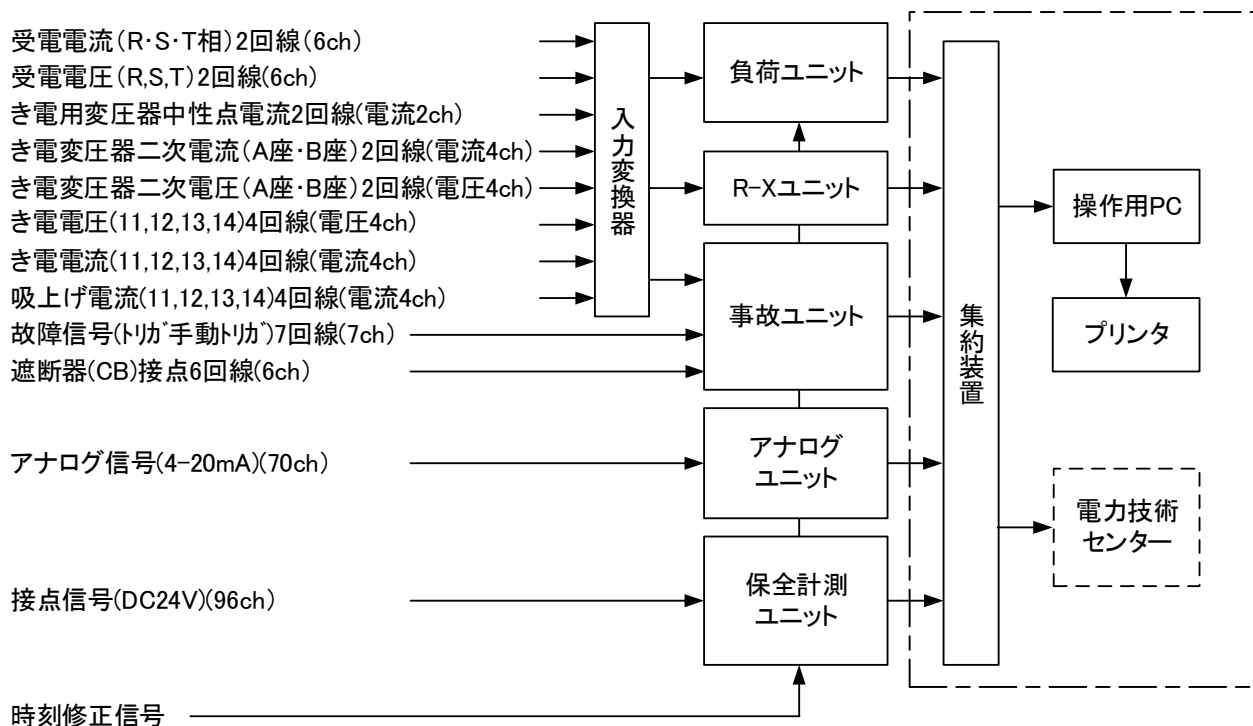 受電電流(R･S･T相)2回線(6ch)
受電電圧(R,S,T)2回線(6ch)
き電用変圧器中性点電流2回線(電流2ch)
き電変圧器二次電流(A座･B座)2回線(電流4ch)
き電変圧器二次電圧(A座･B座)2回線(電圧4ch)
き電電圧(11,12,13,14)4回線(電圧4ch)
き電電流(11,12,13,14)4回線(電流4ch)
吸上げ電流(11,12,13,14)4回線(電流4ch)
故障信号(ﾄﾘｶﾞ手動ﾄﾘｶﾞ)7回線(7ch)
遮断器(CB)接点6回線(6ch)
アナログ信号(4-20mA)(70ch)
接点信号(DC24V)(96ch)
時刻修正信号
入力変換器
負荷ユニット
R-Xユニット
事故ユニット
アナログ
ユニット
保全計測
ユニット
集約装置
操作用PC
プリンタ
電力技術
センター